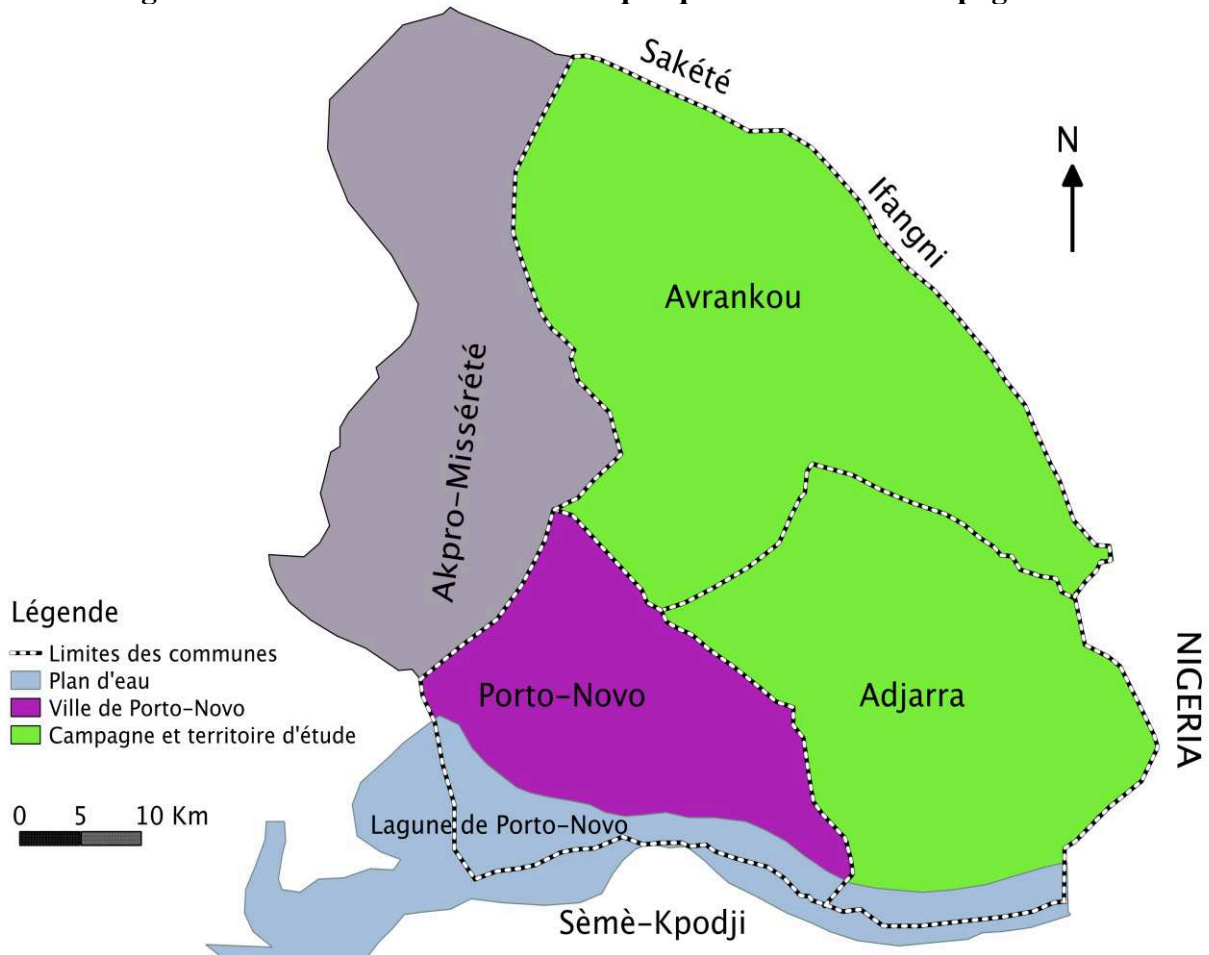 Sakété
N
Ifangni
Avrankou
Akpro-Missérété
Légende
Limites des communes
Plan d'eau
Ville de Porto-Novo
Campagne et territoire d'étude
Porto-Novo
Adjarra
NIGERIA
0 5 10 Km
Lagune de Porto-Novo
Sèmè-Kpodji